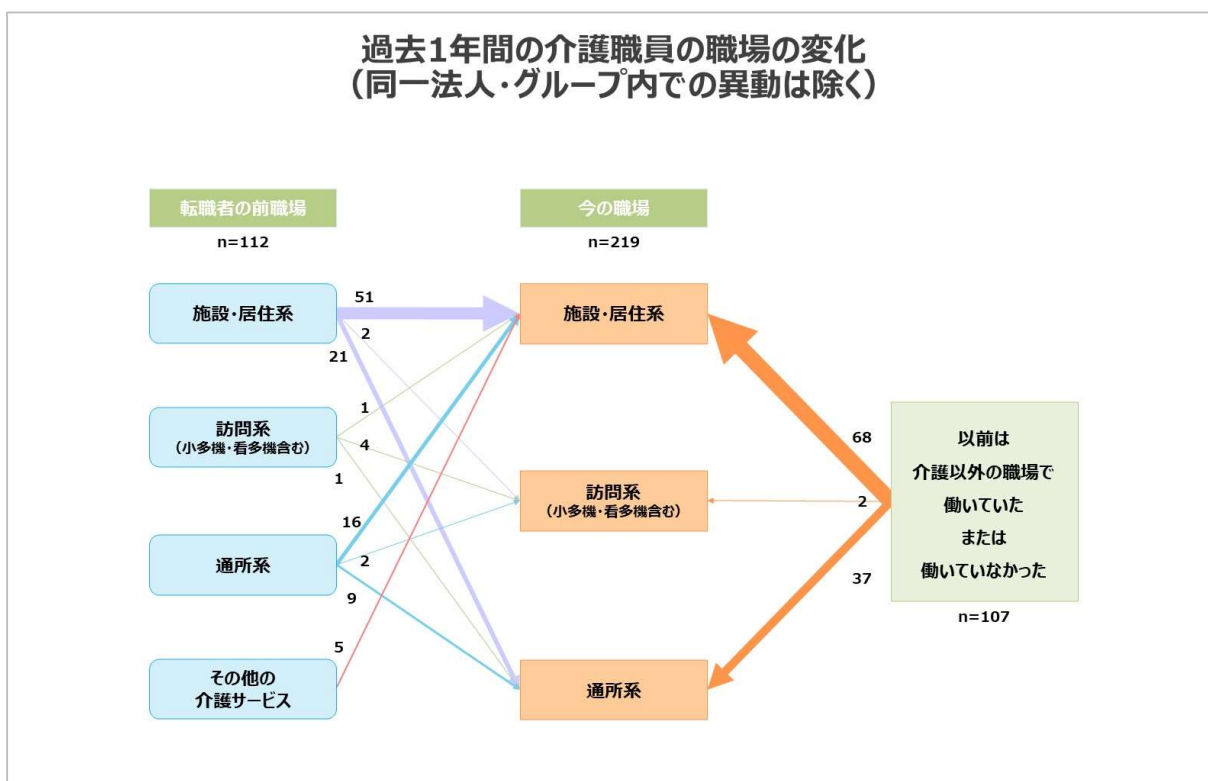 過去1年間の介護職員の職場の変化
（同一法人・グループ内での異動は除く）
転職者の前職場
n=112
今の職場
n=219
施設・居住系
51
2
21
訪問系
（小多機・看多機含む）
1
4
1
通所系
16
2
9
その他の
介護サービス
5
施設・居住系
訪問系
（小多機・看多機含む）
通所系
68
2
37
以前は
介護以外の職場で
働いていた
または
働いていなかった
n=107